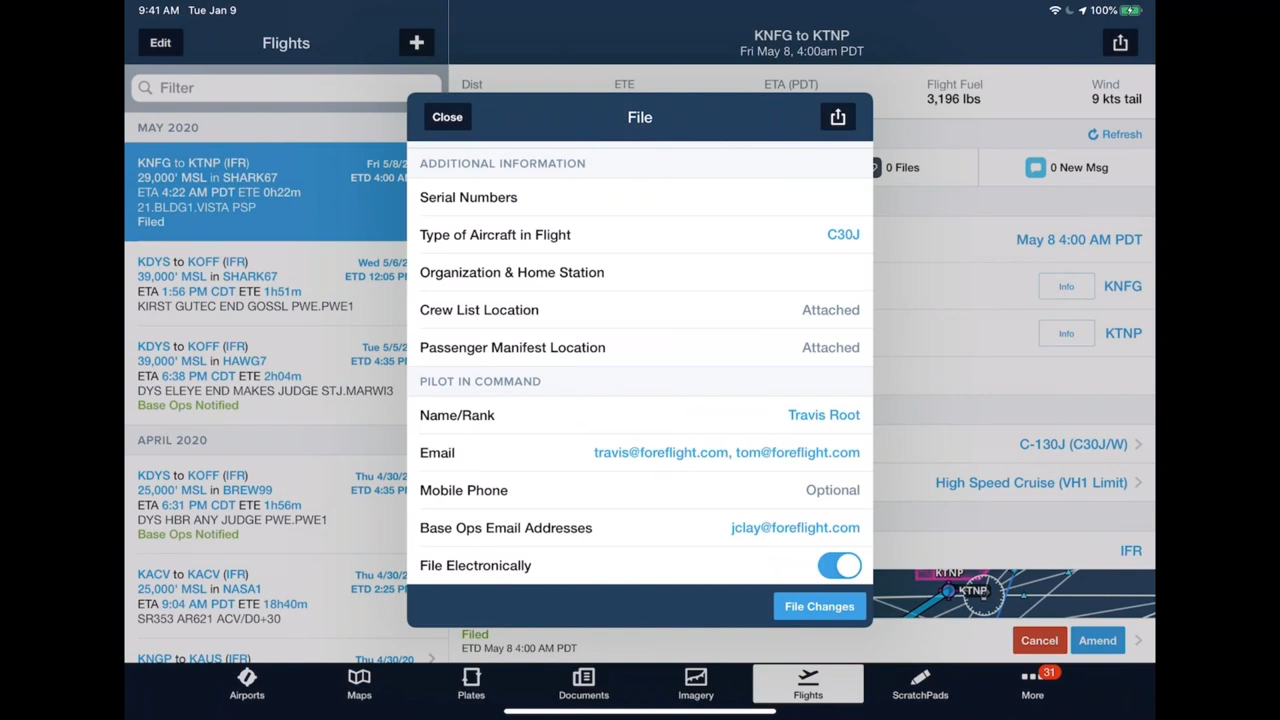 9:41 AM Tue Jan 9
100%
Edit
Flights
KNFG to KTNP
Fri May 8, 4:00am PDT
Filter
Dist
ETE
ETA (PDT)
Flight Fuel
3,196 lbs
Wind
9 kts tail
MAY 2020
Refresh
0 Files
0 New Msg
KNFG to KTNP (IFR)
Fri 5/8/2
29,000' MSL in SHARK67
ETD 4:00 A
ETA 4:22 AM PDT ETE 0h22m
21.BLDG1.VISTA PSP
Filed
KDYS to KOFF (IFR)
Wed 5/6/2
39,000' MSL in SHARK67
ETD 12:05 P
ETA 1:56 PM CDT ETE 1h51m
KIRST GUTEC END GOSSL PWE.PWE1
KDYS to KOFF (IFR)
Tue 5/5/2
39,000' MSL in HAWG7
ETD 4:35 P
ETA 6:38 PM CDT ETE 2h04m
DYS ELEYE END MAKES JUDGE STJ.MARWI3
Base Ops Notified
APRIL 2020
KDYS to KOFF (IFR)
Thu 4/30/2
25,000' MSL in BREW99
ETD 4:35 P
ETA 6:31 PM CDT ETE 1h56m
DYS HBR ANY JUDGE PWE.PWE1
Base Ops Notified
KACV to KACV (IFR)
Thu 4/30/2
25,000' MSL in NASA1
ETD 2:25 P
ETA 9:04 AM PDT ETE 18h40m
SR353 AR621 ACV/D0+30
KNGP to KAUS (IFR)
Thu 4/30/20
Close
File
ADDITIONAL INFORMATION
Serial Numbers
Type of Aircraft in Flight
C30J
Organization & Home Station
Crew List Location
Attached
Passenger Manifest Location
Attached
PILOT IN COMMAND
Name/Rank
Travis Root
Email
travis@foreflight.com, tom@foreflight.com
Mobile Phone
Optional
Base Ops Email Addresses
jclay@foreflight.com
File Electronically
File Changes
May 8 4:00 AM PDT
Info
KNFG
Info
KTNP
C-130J (C30J/W)
High Speed Cruise (VH1 Limit)
IFR
KTNP
KTNP
Filed
ETD May 8 4:00 AM PDT
Cancel
Amend
Airports
Maps
Plates
Documents
Imagery
Flights
ScratchPads
31
More